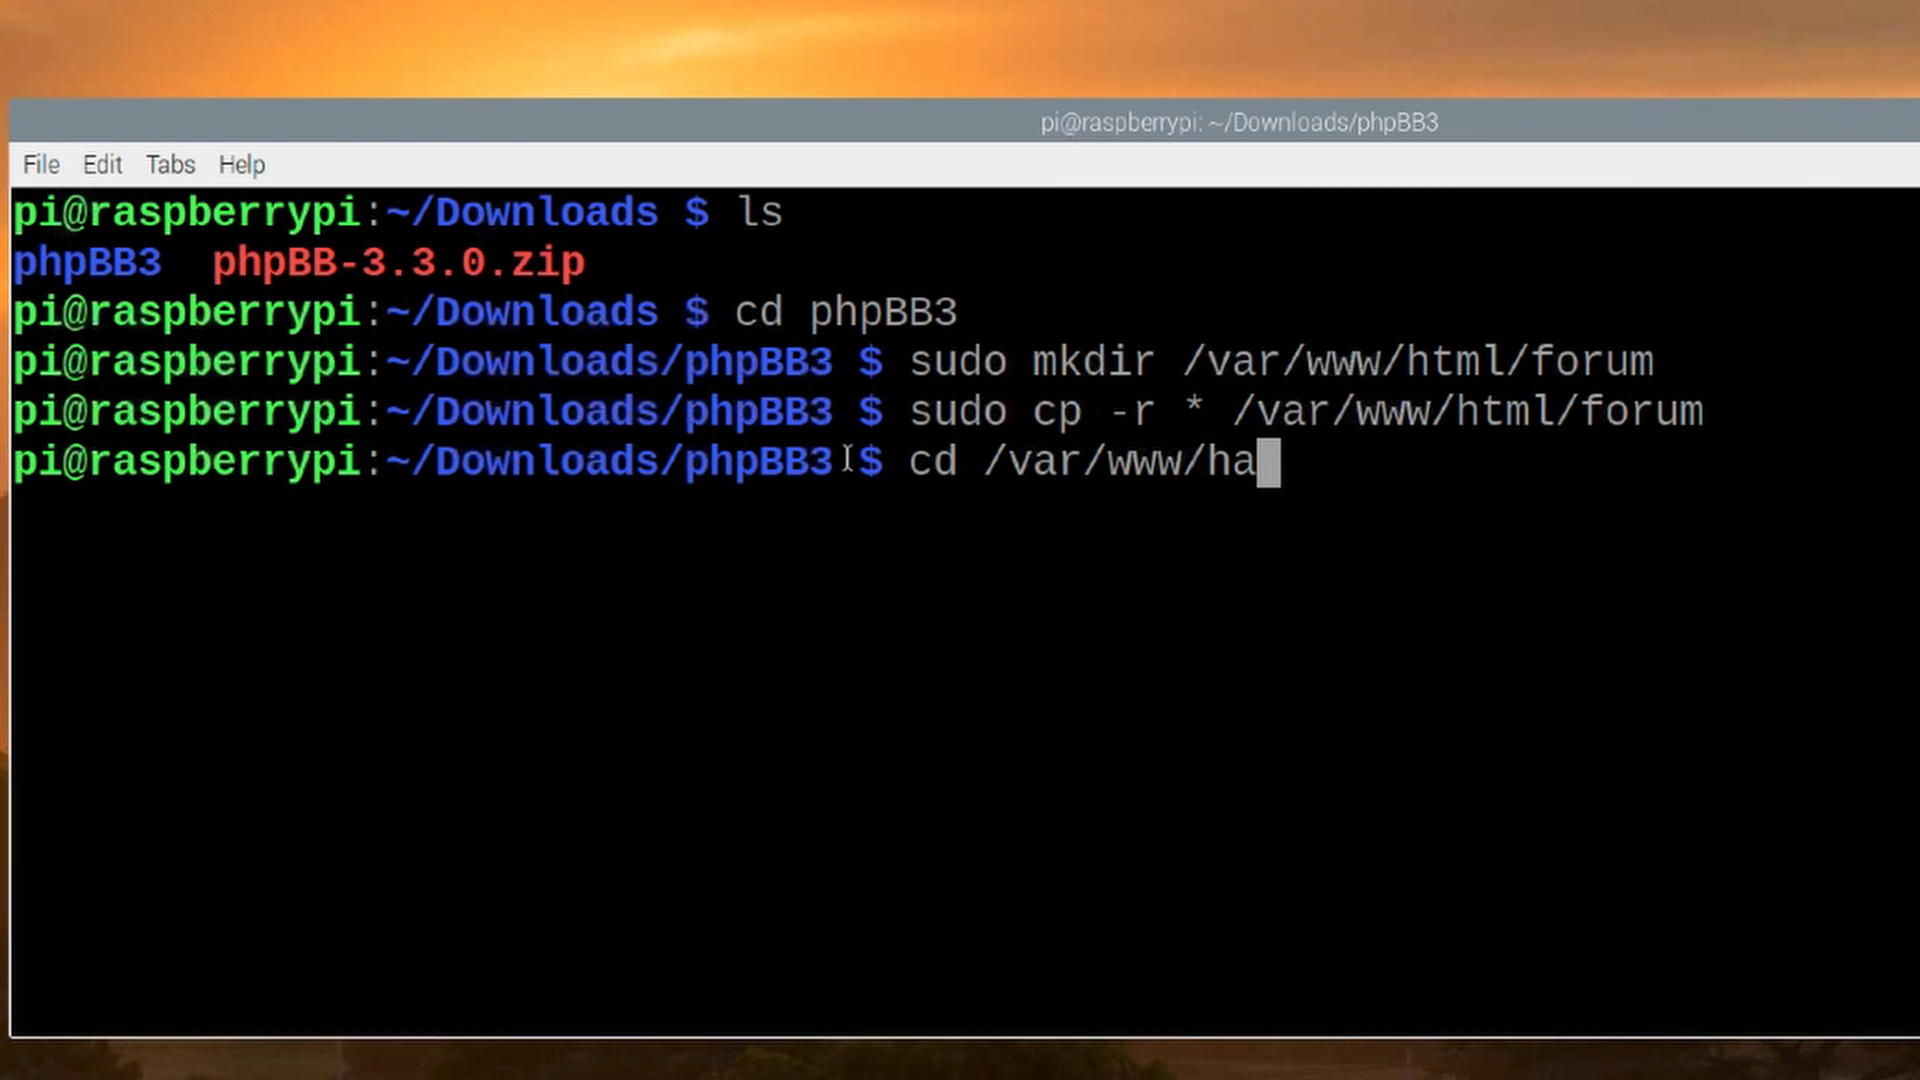 pi@raspberrypi: ~/Downloads/phpBB3
File Edit Tabs Help
pi@raspberrypi:~/Downloads $ ls
phpBB3  phpBB-3.3.0.zip
pi@raspberrypi:~/Downloads $ cd phpBB3
pi@raspberrypi:~/Downloads/phpBB3 $ sudo mkdir /var/www/html/forum
pi@raspberrypi:~/Downloads/phpBB3 $ sudo cp -r * /var/www/html/forum
pi@raspberrypi:~/Downloads/phpBB3 $ cd /var/www/ha